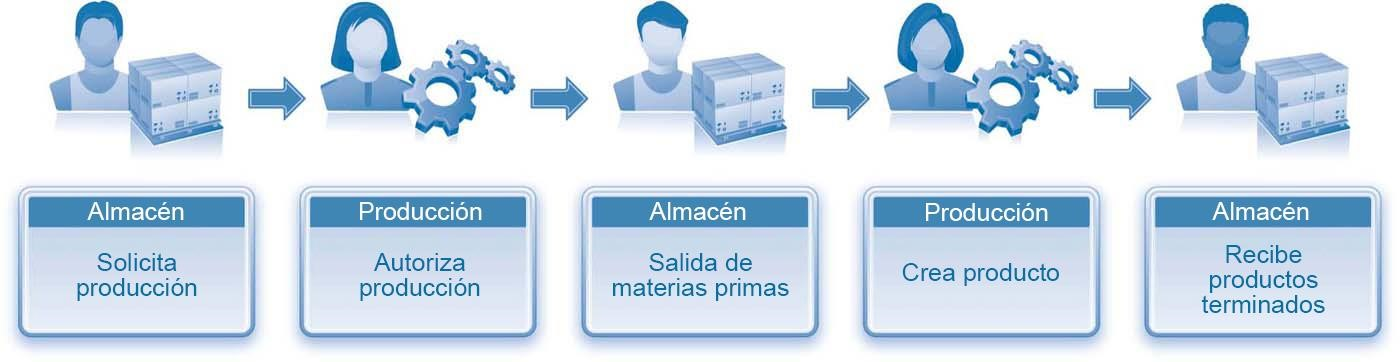 Almacén
Solicita
producción
Producción
Autoriza
producción
Almacén
Salida de
materias primas
Producción
Crea producto
Almacén
Recibe
productos
terminados